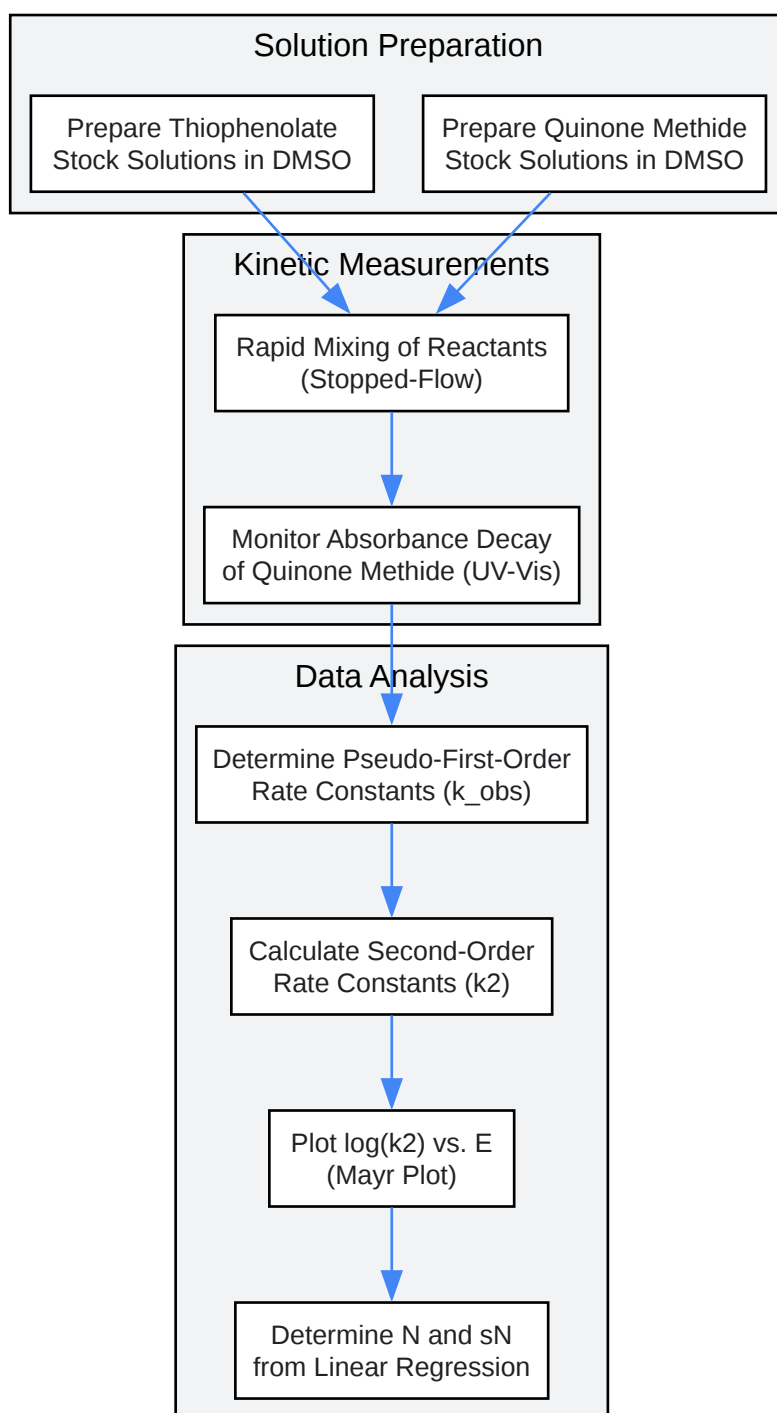 Solution Preparation
Prepare Thiophenolate
Stock Solutions in DMSO
Prepare Quinone Methide
Stock Solutions in DMSO
Kinetic Measurements
Rapid Mixing of Reactants
(Stopped-Flow)
Monitor Absorbance Decay
of Quinone Methide (UV-Vis)
Data Analysis
Determine Pseudo-First-Order
Rate Constants (k_obs)
Calculate Second-Order
Rate Constants (k2)
Plot log(k2) vs. E
(Mayr Plot)
Determine N and sN
from Linear Regression